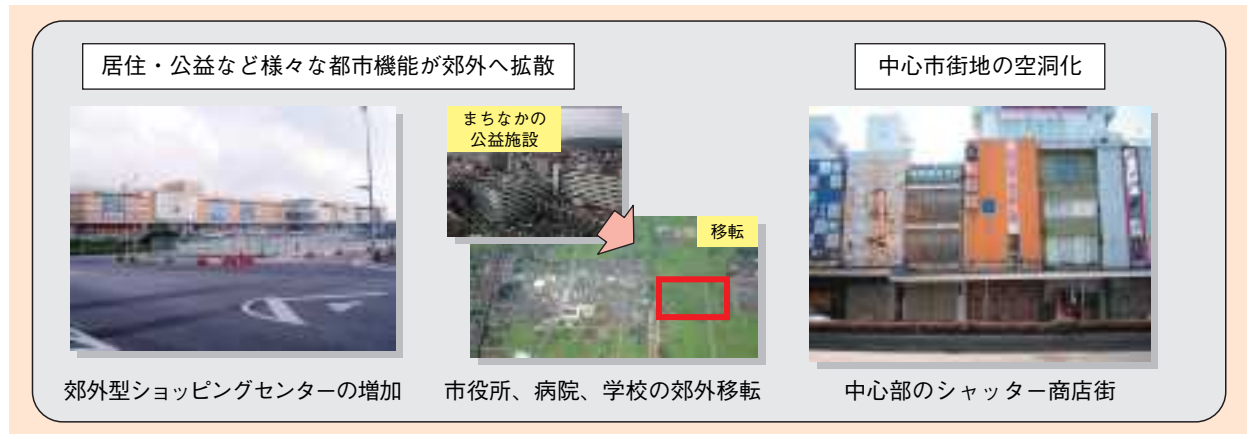 居住・公益など様々な都市機能が郊外へ拡散
中心市街地の空洞化
まちなかの
公益施設
移転
郊外型ショッピングセンターの増加
市役所、病院、学校の郊外移転
中心部のシャッター商店街